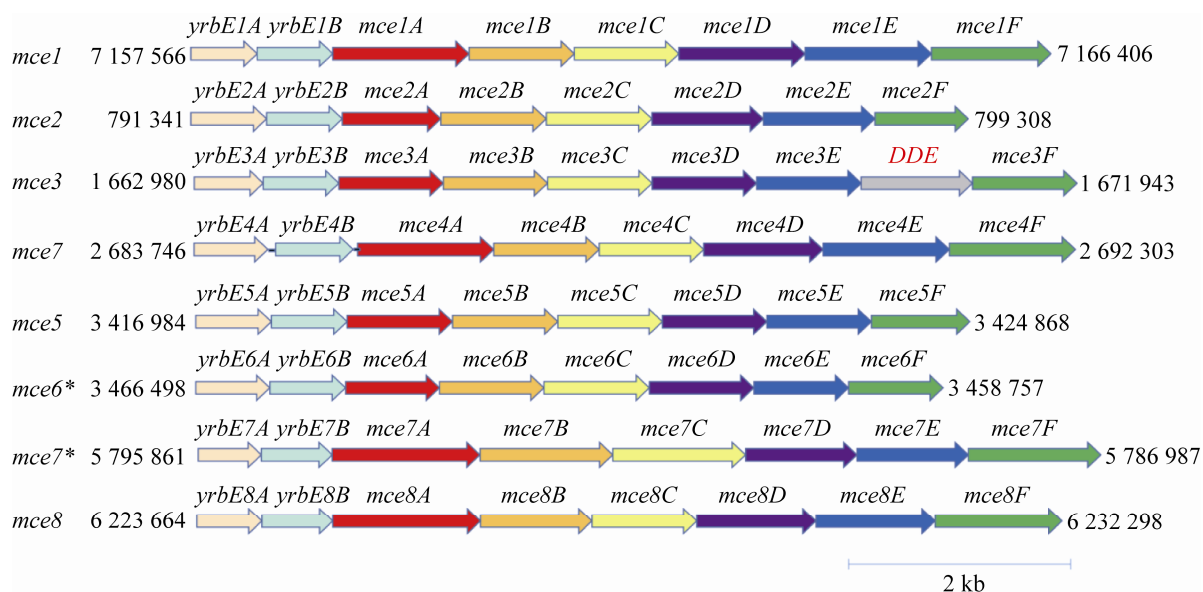 yrbE1A yrbE1B mce1A mce1B mce1C mce1D mce1E mce1F
mce1 7 157 566 7 166 406
yrbE2A yrbE2B mce2A mce2B mce2C mce2D mce2E mce2F
mce2 791 341 799 308
yrbE3A yrbE3B mce3A mce3B mce3C mce3D mce3E DDE mce3F
mce3 1 662 980 1 671 943
yrbE4A yrbE4B mce4A mce4B mce4C mce4D mce4E mce4F
mce7 2 683 746 2 692 303
yrbE5A yrbE5B mce5A mce5B mce5C mce5D mce5E mce5F
mce5 3 416 984 3 424 868
yrbE6A yrbE6B mce6A mce6B mce6C mce6D mce6E mce6F
mce6* 3 466 498 3 458 757
yrbE7A yrbE7B mce7A mce7B mce7C mce7D mce7E mce7F
mce7* 5 795 861 5 786 987
yrbE8A yrbE8B mce8A mce8B mce8C mce8D mce8E mce8F
mce8 6 223 664 6 232 298
2 kb